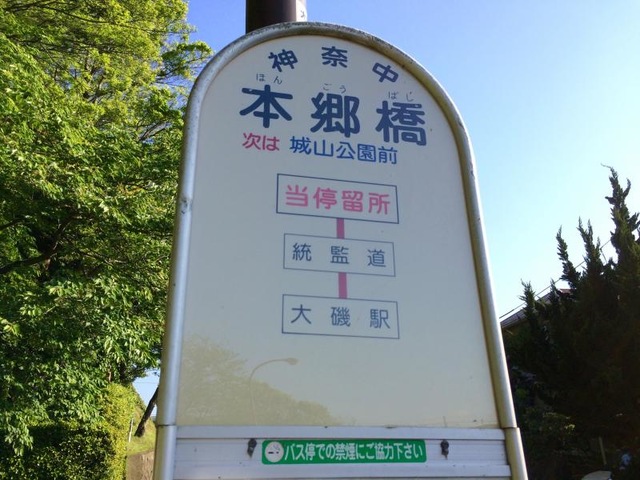 神奈中
ほんごうばし
本郷橋
次は 城山公園前
当停留所
統監道
大磯駅
バス停での禁煙にご協力下さい